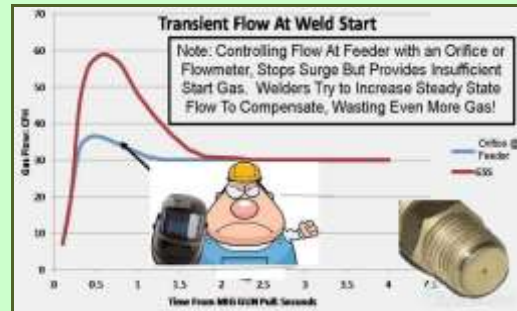 Transient Flow At Weld Start
Note: Controlling Flow At Feeder with an Orifice or
Flowmeter, Stops Surge But Provides Insufficient
Start Gas. Welders Try to Increase Steady State
Flow To Compensate, Wasting Even More Gas!
70
60
50
40
30
20
10
0
Gas Flow: CFH
Orifice @
Feeder
GSS
0 0.5 1 1.5 2 2.5 3 3.5 4 4.5
Time From MIG GUN Pull: Seconds